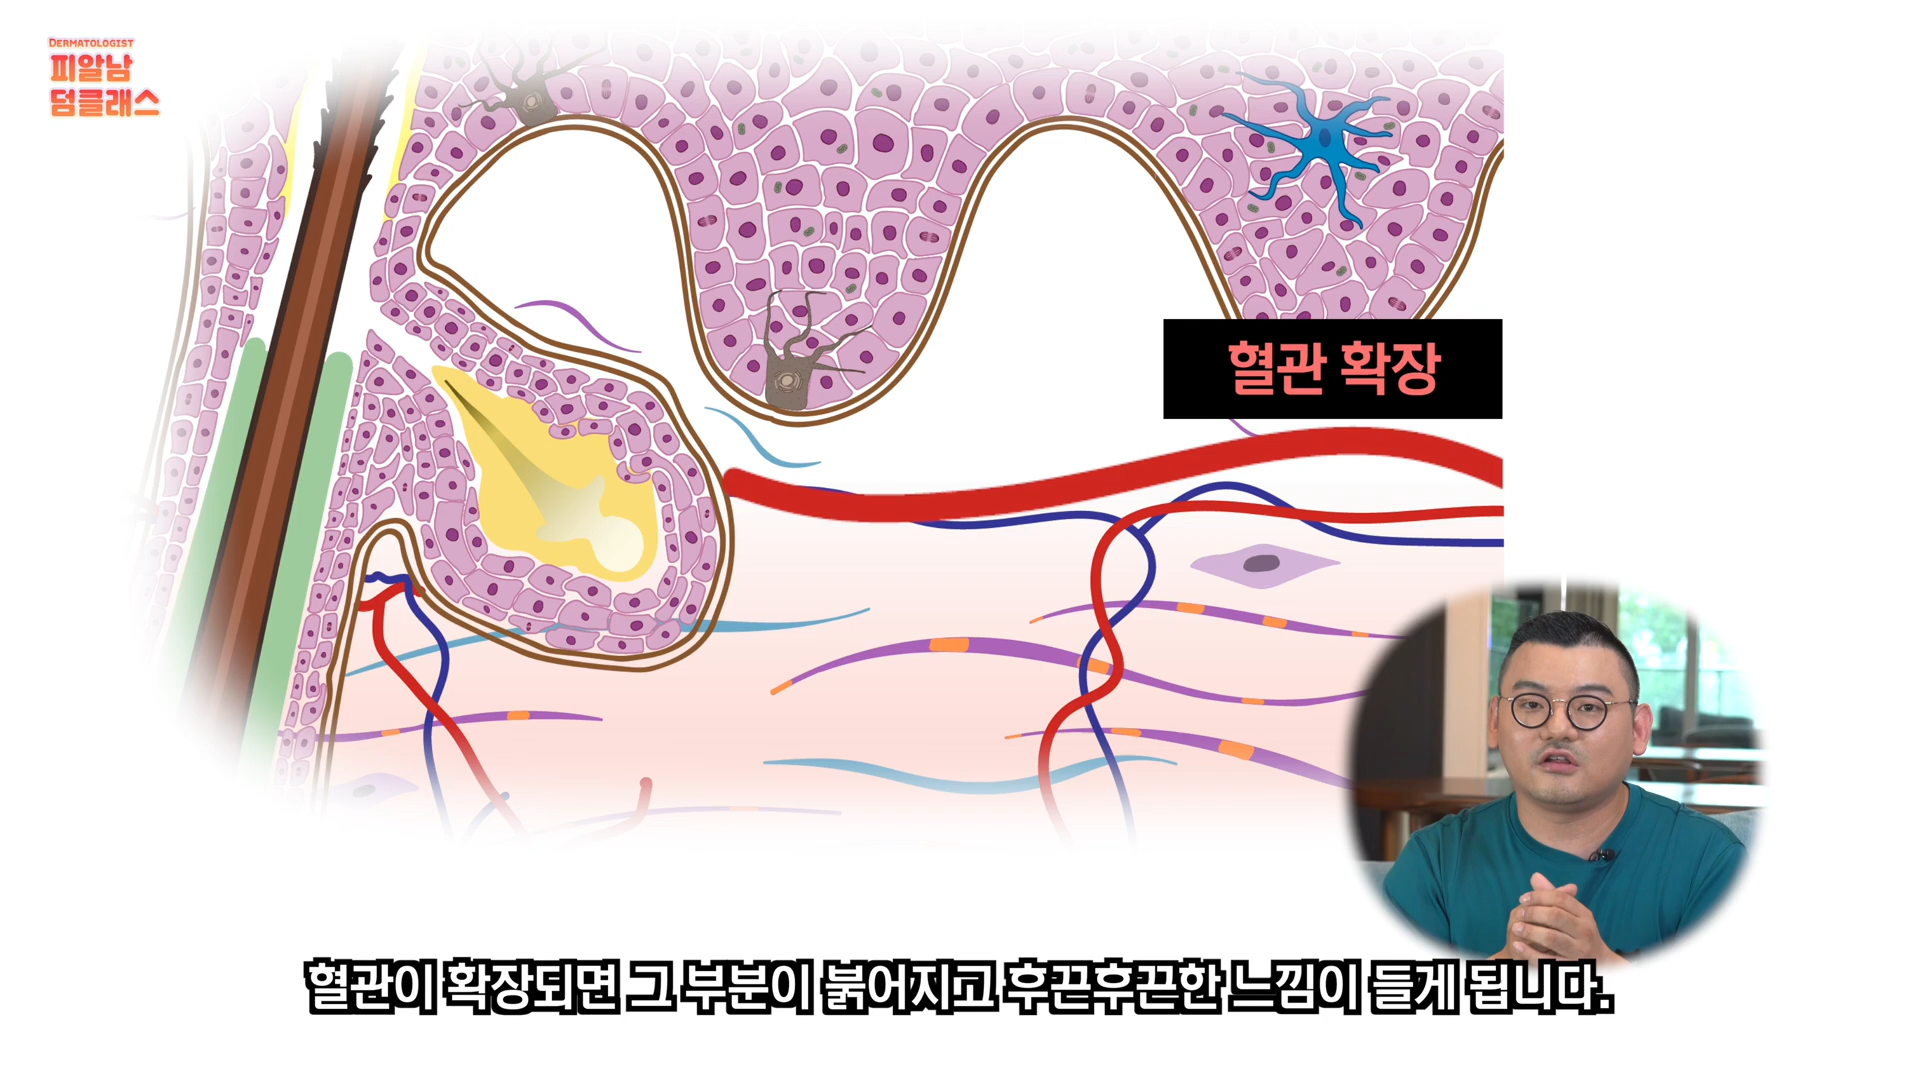 DERMATOLOGIST
피알남
덤클래스
혈관 확장
혈관이 확장되면 그 부분이 붉어지고 후끈후끈한 느낌이 들게 됩니다.